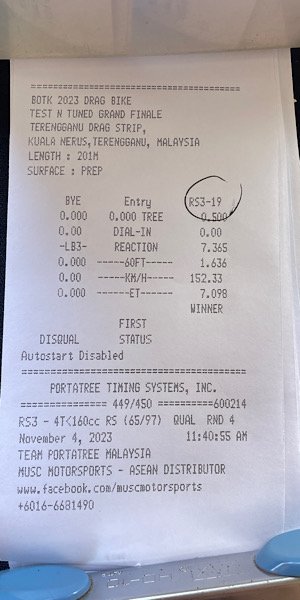 ==================================
BOTK 2023 DRAG BIKE
TEST N TUNED GRAND FINALE
TERENGGANU DRAG STRIP,
KUALA NERUS,TERENGGANU, MALAYSIA
LENGTH : 201M
SURFACE : PREP
BYE Entry RS3-19
0.000 0.000 TREE 0.500
0.00 DIAL-IN 0.00
-LB3- REACTION 7.365
0.000 ------60FT----- 1.636
0.00 ------KM/H----- 152.33
0.000 ------ET------- 7.098
WINNER
FIRST
DISQUAL STATUS
Autostart Disabled
==================================
PORTATREE TIMING SYSTEMS, INC.
============== 449/450 ==========600214
RS3 - 4T<160cc RS (65/97) QUAL RND 4
November 4, 2023 11:40:55 AM
TEAM PORTATREE MALAYSIA
MUSC MOTORSPORTS - ASEAN DISTRIBUTOR
www.facebook.com/muscmotorsports
+6016-6681490